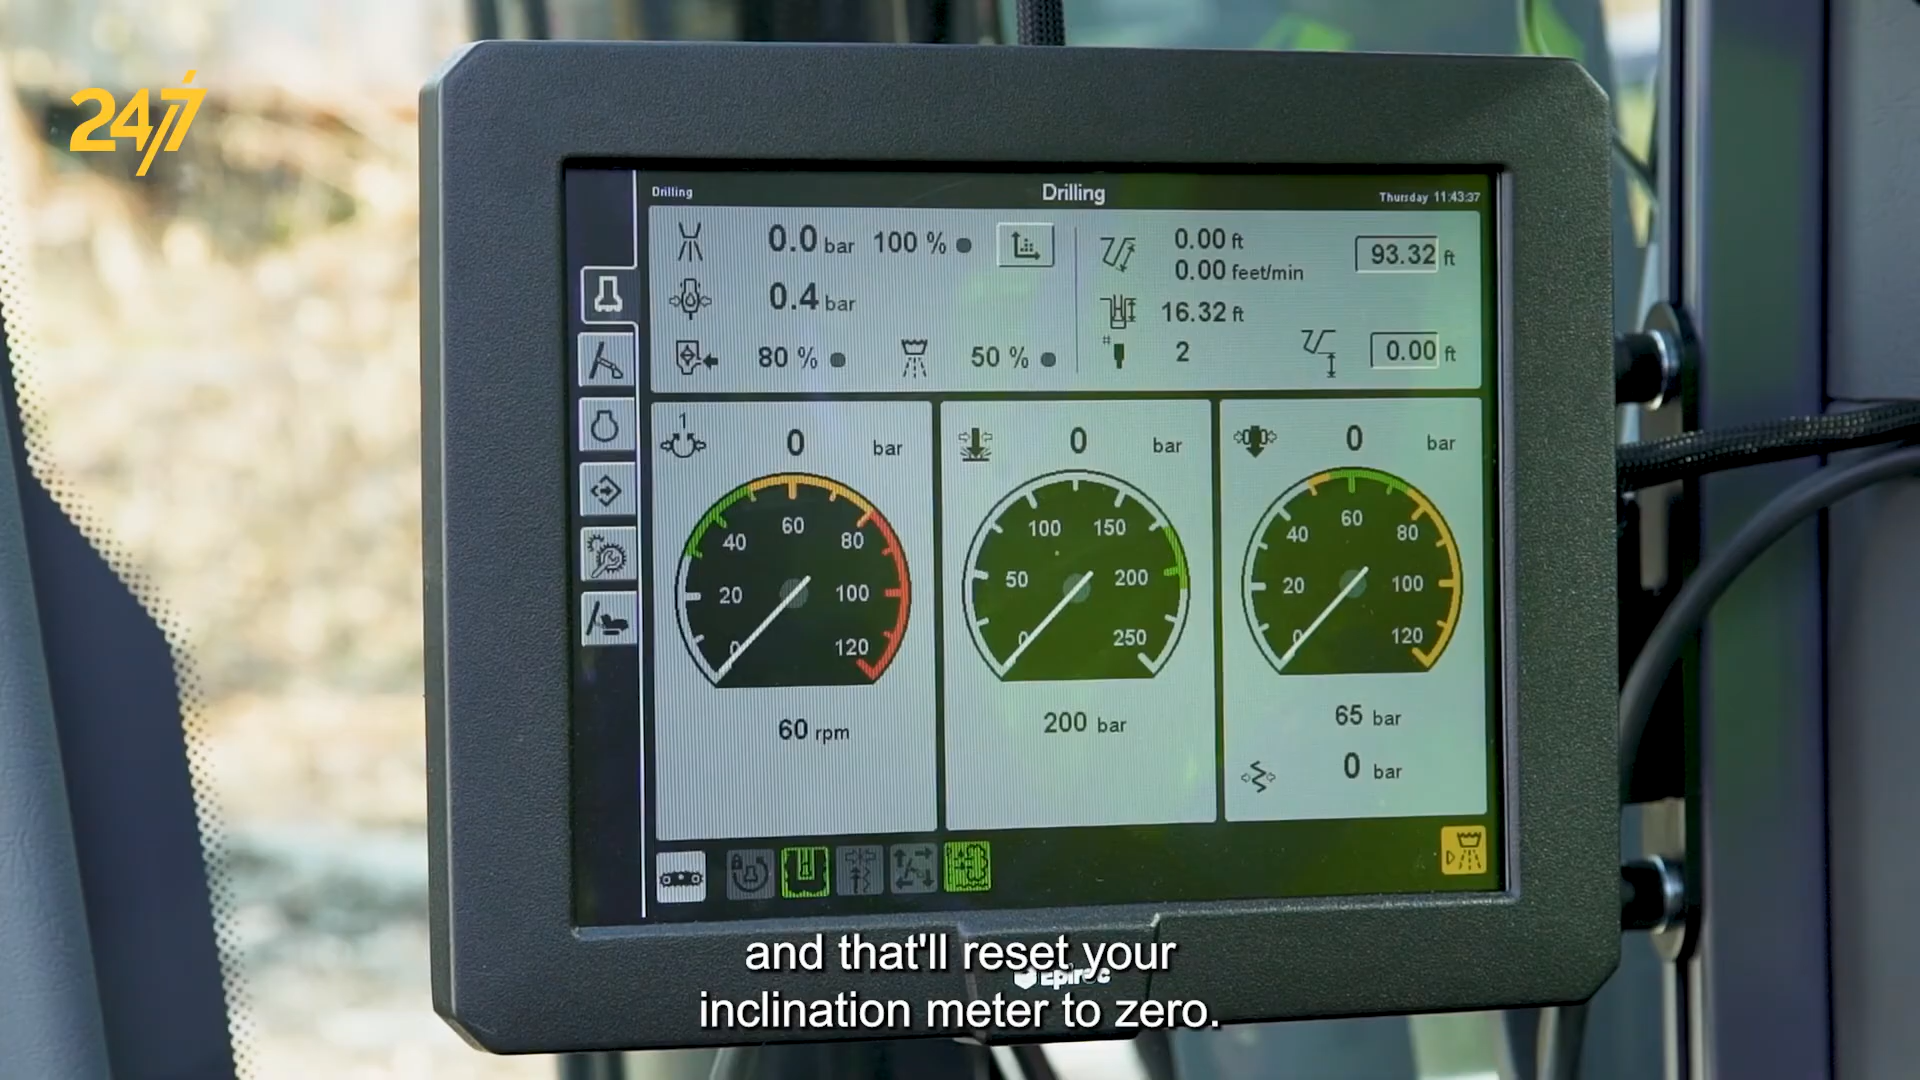 24/7
Drilling
Drilling
Thursday 11:43:37
0.0 bar 100 %
0.4 bar
80 % 50 %
0.00 ft
0.00 feet/min
93.32 ft
16.32 ft
# 2
0.00 ft
1 0 bar
0 20 40 60 80 100 120
60 rpm
0 bar
0 50 100 150 200 250
200 bar
0 bar
0 20 40 60 80 100 120
65 bar
0 bar
Epiroc
and that'll reset your
inclination meter to zero.